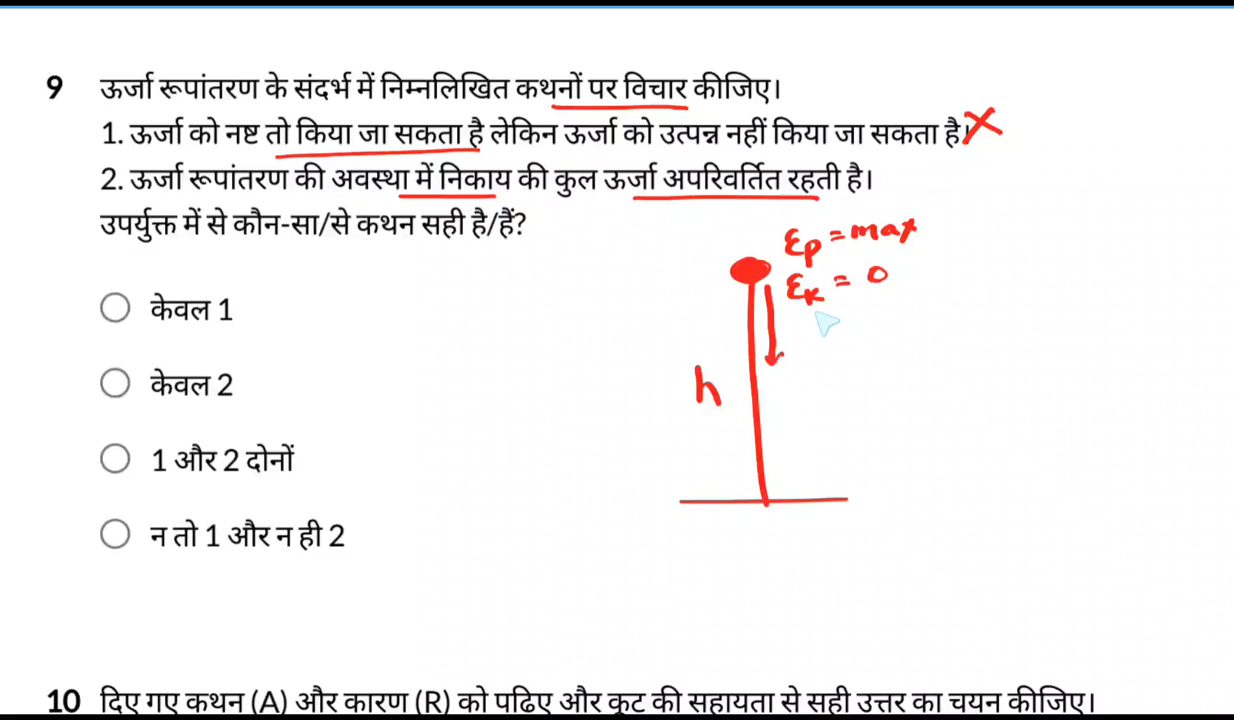 9 ऊर्जा रूपांतरण के संदर्भ में निम्नलिखित कथनों पर विचार कीजिए।
1. ऊर्जा को नष्ट तो किया जा सकता है लेकिन ऊर्जा को उत्पन्न नहीं किया जा सकता है।
2. ऊर्जा रूपांतरण की अवस्था में निकाय की कुल ऊर्जा अपरिवर्तित रहती है।
उपर्युक्त में से कौन-सा/से कथन सही है/हैं?
Ep = max
EK = 0
केवल 1
h
केवल 2
1 और 2 दोनों
न तो 1 और न ही 2
10 दिए गए कथन (A) और कारण (R) को पढिए और कूट की सहायता से सही उत्तर का चयन कीजिए।